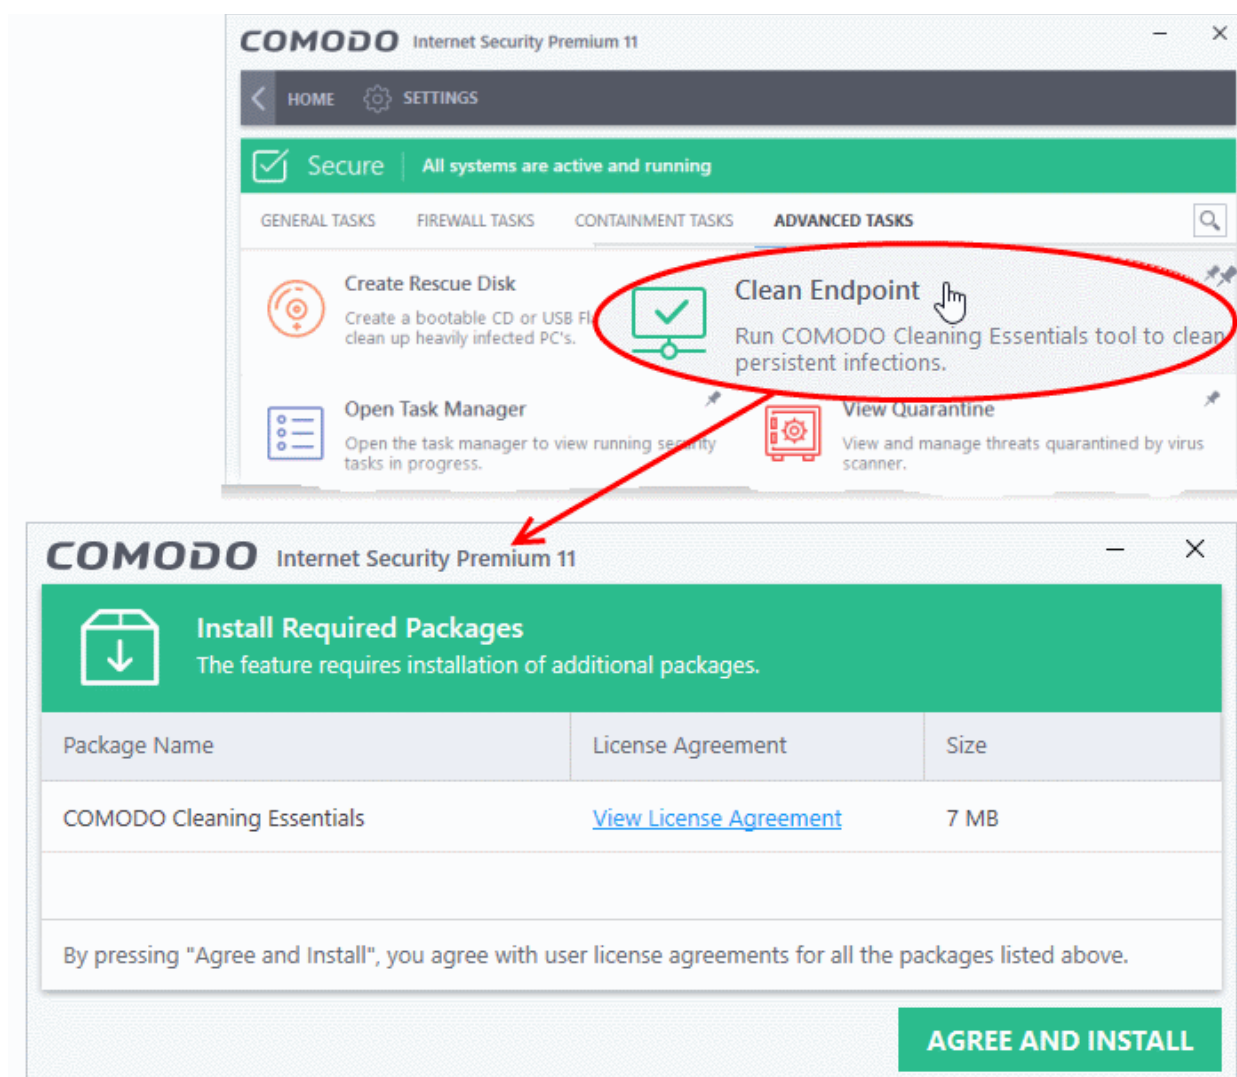 COMODO Internet Security Premium 11
HOME SETTINGS
Secure All systems are active and running
GENERAL TASKS FIREWALL TASKS CONTAINMENT TASKS ADVANCED TASKS
Create Rescue Disk
Create a bootable CD or USB
clean up heavily infected PC's.
Clean Endpoint
Run COMODO Cleaning Essentials tool to clean
persistent infections.
Open Task Manager
Open the task manager to view running security
tasks in progress.
View Quarantine
View and manage threats quarantined by virus
scanner.
COMODO Internet Security Premium 11
Install Required Packages
The feature requires installation of additional packages.
Package Name License Agreement Size
COMODO Cleaning Essentials View License Agreement 7 MB
By pressing "Agree and Install", you agree with user license agreements for all the packages listed above.
AGREE AND INSTALL